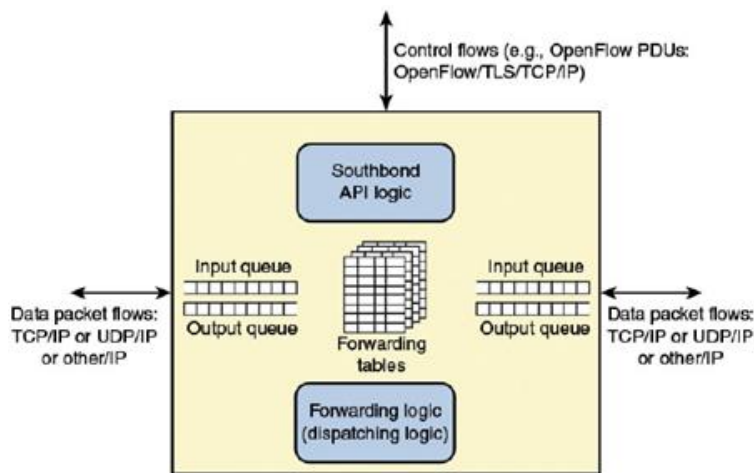 Control flows (e.g., OpenFlow PDUs:
OpenFlow/TLS/TCP/IP)
Southbond
API logic
Input queue
Input queue
Data packet flows:
TCP/IP or UDP/IP
or other/IP
Output queue
Output queue
Data packet flows:
TCP/IP or UDP/IP
or other/IP
Forwarding
tables
Forwarding logic
(dispatching logic)